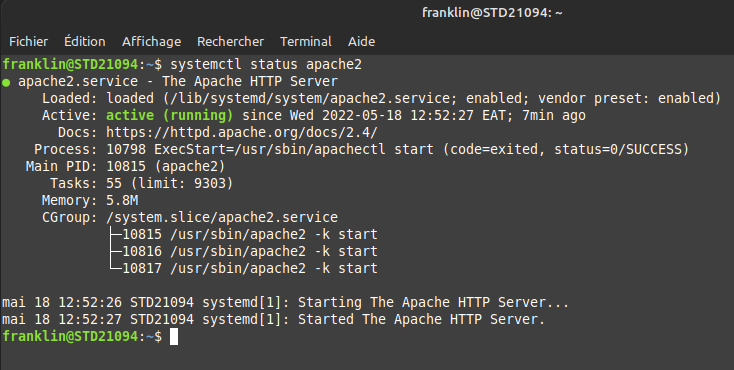 franklin@STD21094: ~
Fichier Édition Affichage Rechercher Terminal Aide
franklin@STD21094:~$ systemctl status apache2
● apache2.service - The Apache HTTP Server
     Loaded: loaded (/lib/systemd/system/apache2.service; enabled; vendor preset: enabled)
     Active: active (running) since Wed 2022-05-18 12:52:27 EAT; 7min ago
       Docs: https://httpd.apache.org/docs/2.4/
    Process: 10798 ExecStart=/usr/sbin/apachectl start (code=exited, status=0/SUCCESS)
   Main PID: 10815 (apache2)
      Tasks: 55 (limit: 9303)
     Memory: 5.8M
     CGroup: /system.slice/apache2.service
             ├─10815 /usr/sbin/apache2 -k start
             ├─10816 /usr/sbin/apache2 -k start
             └─10817 /usr/sbin/apache2 -k start
mai 18 12:52:26 STD21094 systemd[1]: Starting The Apache HTTP Server...
mai 18 12:52:27 STD21094 systemd[1]: Started The Apache HTTP Server.
franklin@STD21094:~$